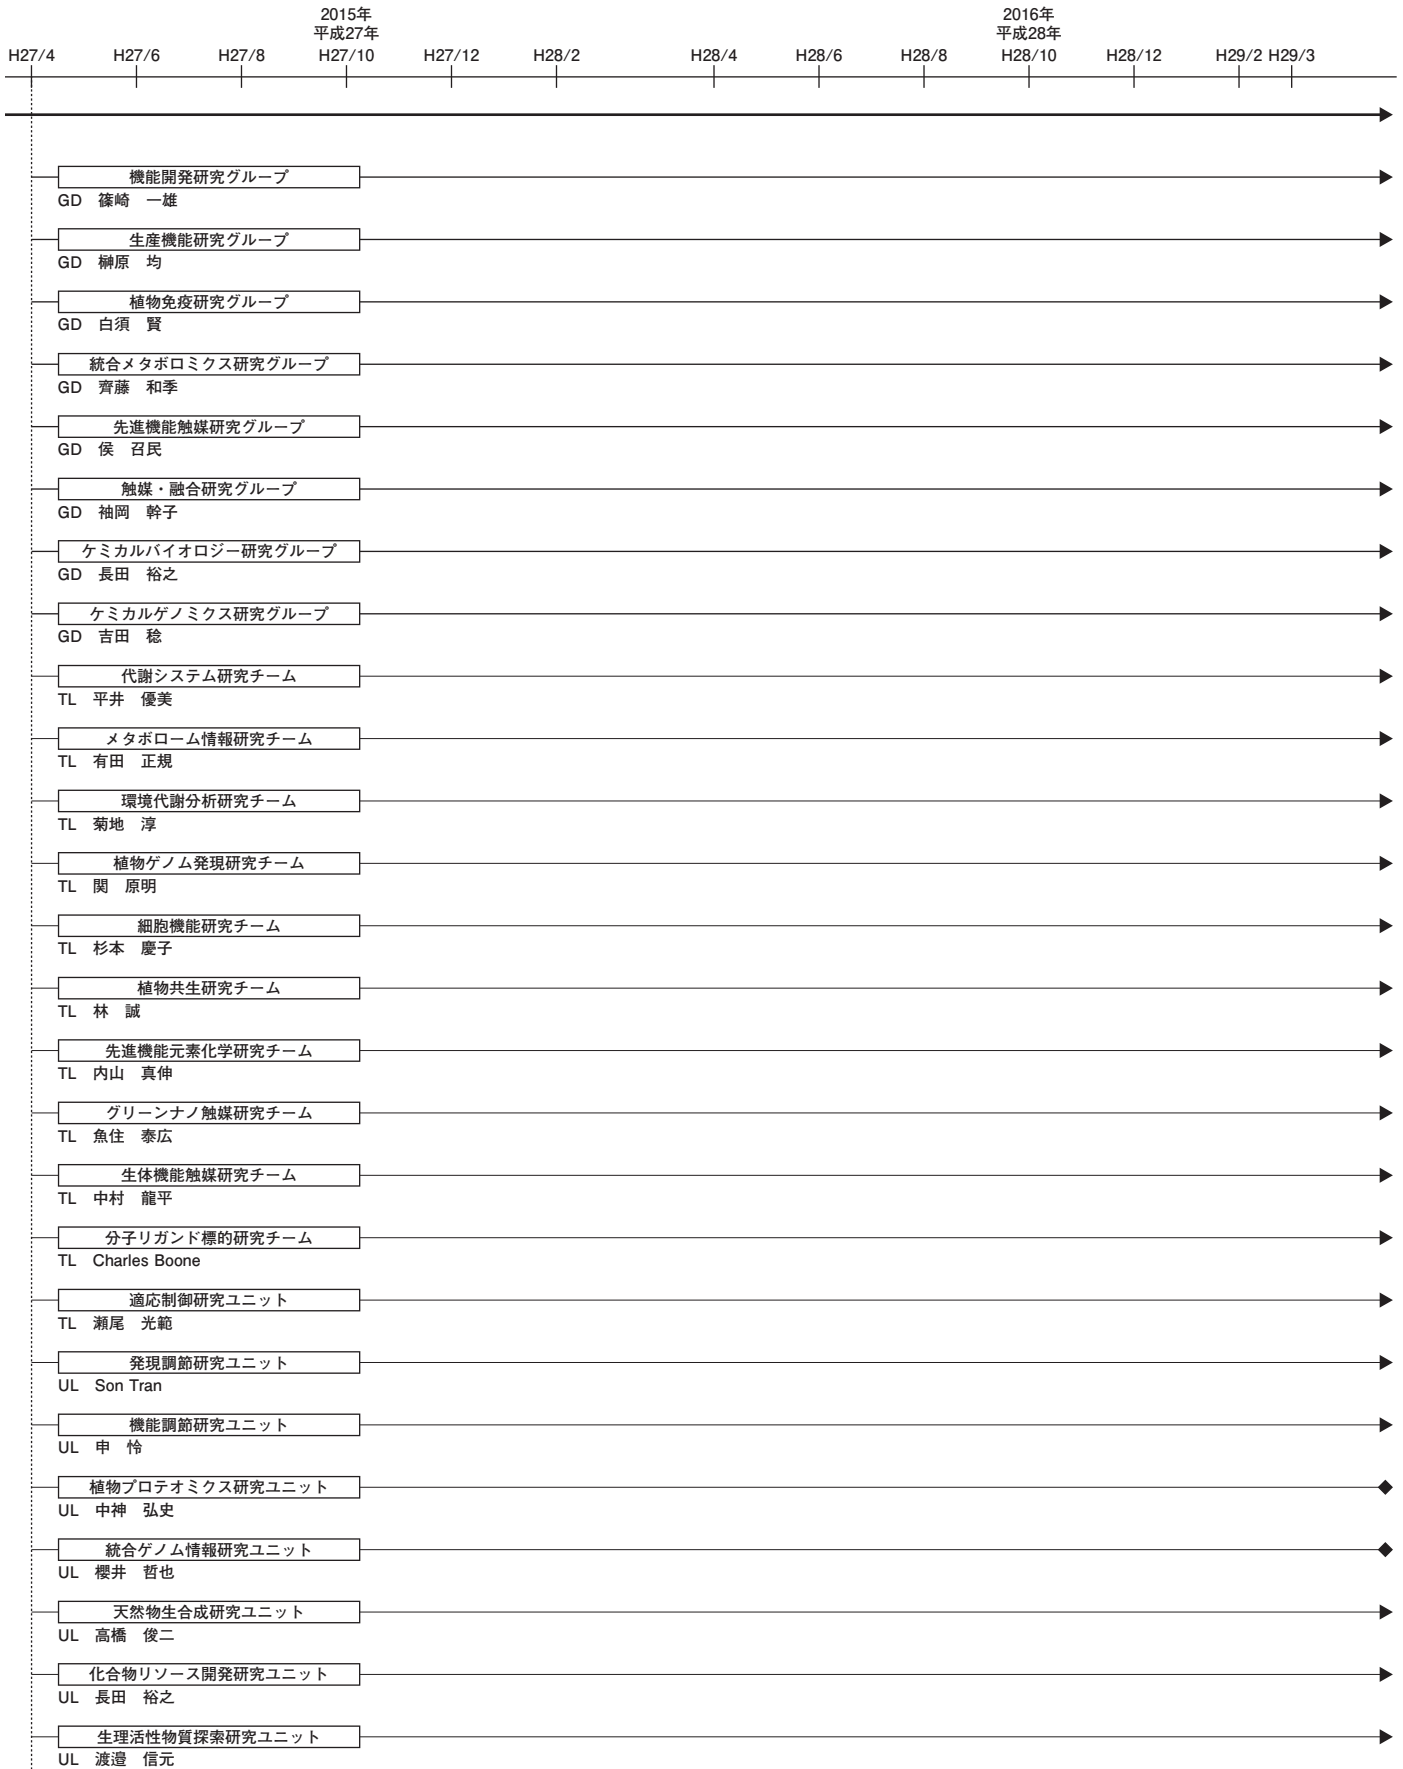 2015年 2016年
平成27年 平成28年
H27/4 H27/6 H27/8 H27/10 H27/12 H28/2 H28/4 H28/6 H28/8 H28/10 H28/12 H29/2 H29/3
機能開発研究グループ
GD 篠崎 一雄
生産機能研究グループ
GD 榊原 均
植物免疫研究グループ
GD 白須 賢
統合メタボロミクス研究グループ
GD 齊藤 和季
先進機能触媒研究グループ
GD 侯 召民
触媒・融合研究グループ
GD 袖岡 幹子
ケミカルバイオロジー研究グループ
GD 長田 裕之
ケミカルゲノミクス研究グループ
GD 吉田 稔
代謝システム研究チーム
TL 平井 優美
メタボローム情報研究チーム
TL 有田 正規
環境代謝分析研究チーム
TL 菊地 淳
植物ゲノム発現研究チーム
TL 関 原明
細胞機能研究チーム
TL 杉本 慶子
植物共生研究チーム
TL 林 誠
先進機能元素化学研究チーム
TL 内山 真伸
グリーンナノ触媒研究チーム
TL 魚住 泰広
生体機能触媒研究チーム
TL 中村 龍平
分子リガンド標的研究チーム
TL Charles Boone
適応制御研究ユニット
TL 瀬尾 光範
発現調節研究ユニット
UL Son Tran
機能調節研究ユニット
UL 申 怜
植物プロテオミクス研究ユニット
UL 中神 弘史
統合ゲノム情報研究ユニット
UL 櫻井 哲也
天然物生合成研究ユニット
UL 高橋 俊二
化合物リソース開発研究ユニット
UL 長田 裕之
生理活性物質探索研究ユニット
UL 渡邉 信元